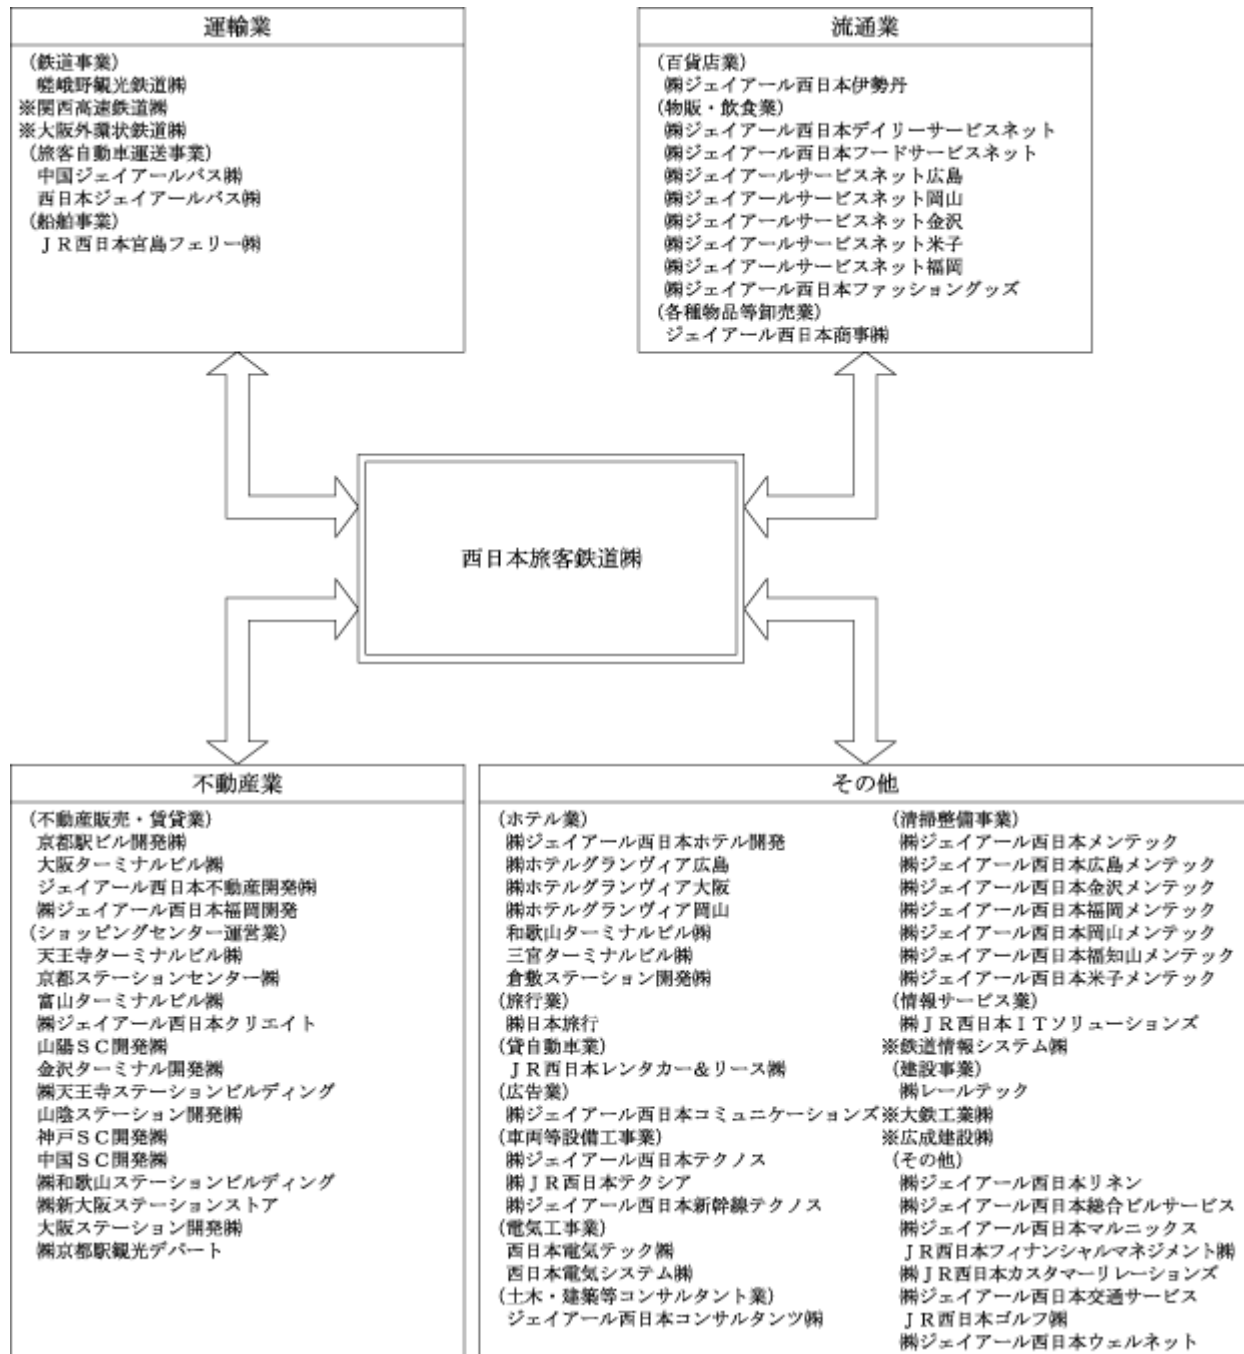 運輸業
(鉄道事業)
嵯峨野観光鉄道㈱
※関西高速鉄道㈱
※大阪外環状鉄道㈱
(旅客自動車運送事業)
中国ジェイアールバス㈱
西日本ジェイアールバス㈱
(船舶事業)
ＪＲ西日本宮島フェリー㈱
流通業
(百貨店業)
㈱ジェイアール西日本伊勢丹
(物販・飲食業)
㈱ジェイアール西日本デイリーサービスネット
㈱ジェイアール西日本フードサービスネット
㈱ジェイアールサービスネット広島
㈱ジェイアールサービスネット岡山
㈱ジェイアールサービスネット金沢
㈱ジェイアールサービスネット米子
㈱ジェイアールサービスネット福岡
㈱ジェイアール西日本ファッショングッズ
(各種物品等卸売業)
ジェイアール西日本商事㈱
西日本旅客鉄道㈱
不動産業
(不動産販売・賃貸業)
京都駅ビル開発㈱
大阪ターミナルビル㈱
ジェイアール西日本不動産開発㈱
㈱ジェイアール西日本福岡開発
(ショッピングセンター運営業)
天王寺ターミナルビル㈱
京都ステーションセンター㈱
富山ターミナルビル㈱
㈱ジェイアール西日本クリエイト
山陽ＳＣ開発㈱
金沢ターミナル開発㈱
㈱天王寺ステーションビルディング
山陰ステーション開発㈱
神戸ＳＣ開発㈱
中国ＳＣ開発㈱
㈱和歌山ステーションビルディング
㈱新大阪ステーションストア
大阪ステーション開発㈱
㈱京都駅観光デパート
その他
(ホテル業)
㈱ジェイアール西日本ホテル開発
㈱ホテルグランヴィア広島
㈱ホテルグランヴィア大阪
㈱ホテルグランヴィア岡山
和歌山ターミナルビル㈱
三宮ターミナルビル㈱
倉敷ステーション開発㈱
(旅行業)
㈱日本旅行
(貸自動車業)
ＪＲ西日本レンタカー＆リース㈱
(広告業)
㈱ジェイアール西日本コミュニケーションズ
(車両等設備工事業)
㈱ジェイアール西日本テクノス
㈱ＪＲ西日本テクシア
㈱ジェイアール西日本新幹線テクノス
(電気工事業)
西日本電気テック㈱
西日本電気システム㈱
(土木・建築等コンサルタント業)
ジェイアール西日本コンサルタンツ㈱
(清掃整備事業)
㈱ジェイアール西日本メンテック
㈱ジェイアール西日本広島メンテック
㈱ジェイアール西日本金沢メンテック
㈱ジェイアール西日本福岡メンテック
㈱ジェイアール西日本岡山メンテック
㈱ジェイアール西日本福知山メンテック
㈱ジェイアール西日本米子メンテック
(情報サービス業)
㈱ＪＲ西日本ＩＴソリューションズ
※鉄道情報システム㈱
(建設事業)
㈱レールテック
※大鉄工業㈱
※広成建設㈱
(その他)
㈱ジェイアール西日本リネン
㈱ジェイアール西日本総合ビルサービス
㈱ジェイアール西日本マルニックス
ＪＲ西日本フィナンシャルマネジメント㈱
㈱ＪＲ西日本カスタマーリレーションズ
㈱ジェイアール西日本交通サービス
ＪＲ西日本ゴルフ㈱
㈱ジェイアール西日本ウェルネット